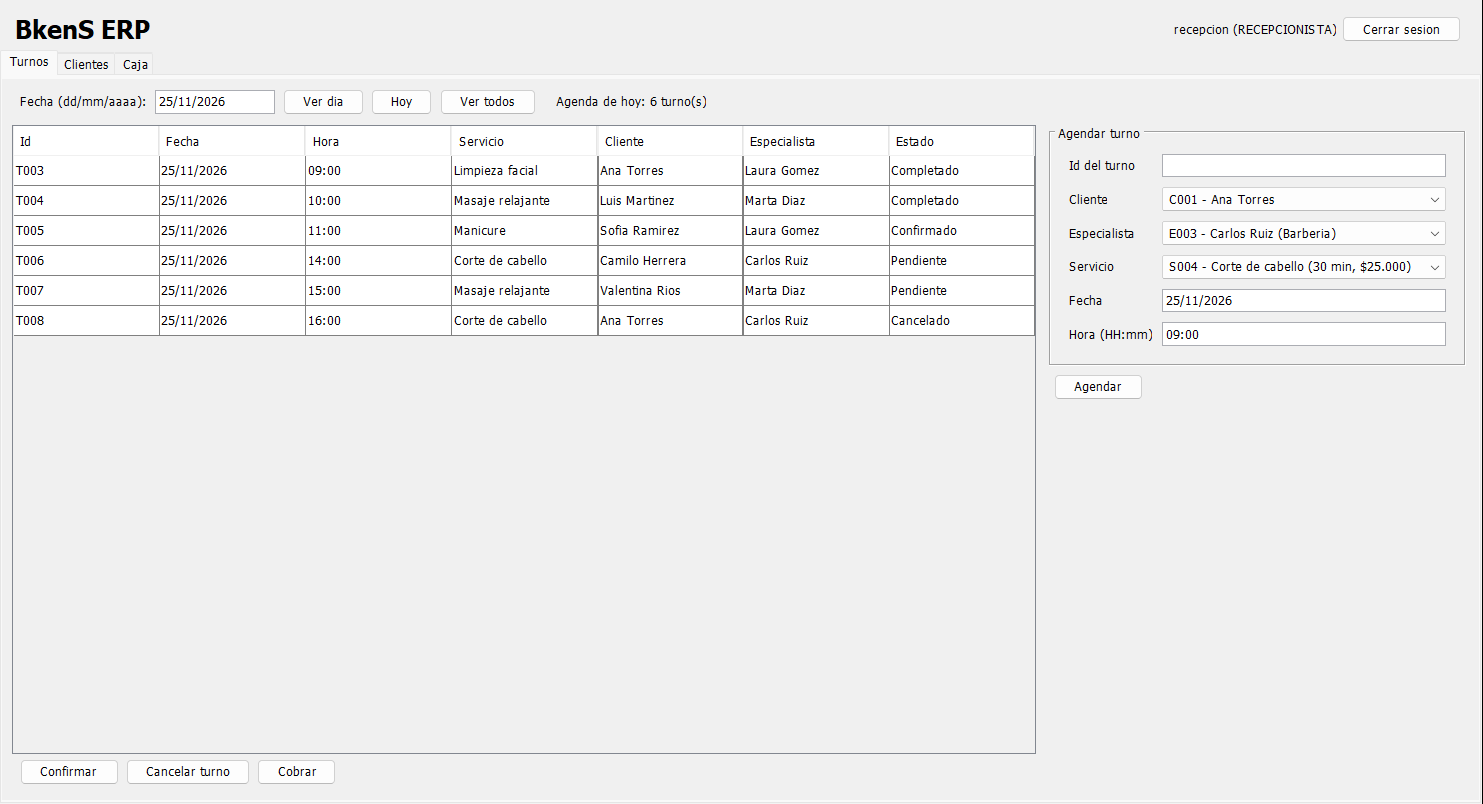 BkenS ERP
recepcion (RECEPCIONISTA) Cerrar sesion
Turnos Clientes Caja
Fecha (dd/mm/aaaa): 25/11/2026 Ver dia Hoy Ver todos Agenda de hoy: 6 turno(s)
Id Fecha Hora Servicio Cliente Especialista Estado
T003 25/11/2026 09:00 Limpieza facial Ana Torres Laura Gomez Completado
T004 25/11/2026 10:00 Masaje relajante Luis Martinez Marta Diaz Completado
T005 25/11/2026 11:00 Manicure Sofia Ramirez Laura Gomez Confirmado
T006 25/11/2026 14:00 Corte de cabello Camilo Herrera Carlos Ruiz Pendiente
T007 25/11/2026 15:00 Masaje relajante Valentina Rios Marta Diaz Pendiente
T008 25/11/2026 16:00 Corte de cabello Ana Torres Carlos Ruiz Cancelado
Agendar turno
Id del turno
Cliente C001 - Ana Torres
Especialista E003 - Carlos Ruiz (Barberia)
Servicio S004 - Corte de cabello (30 min, $25.000)
Fecha 25/11/2026
Hora (HH:mm) 09:00
Agendar
Confirmar Cancelar turno Cobrar